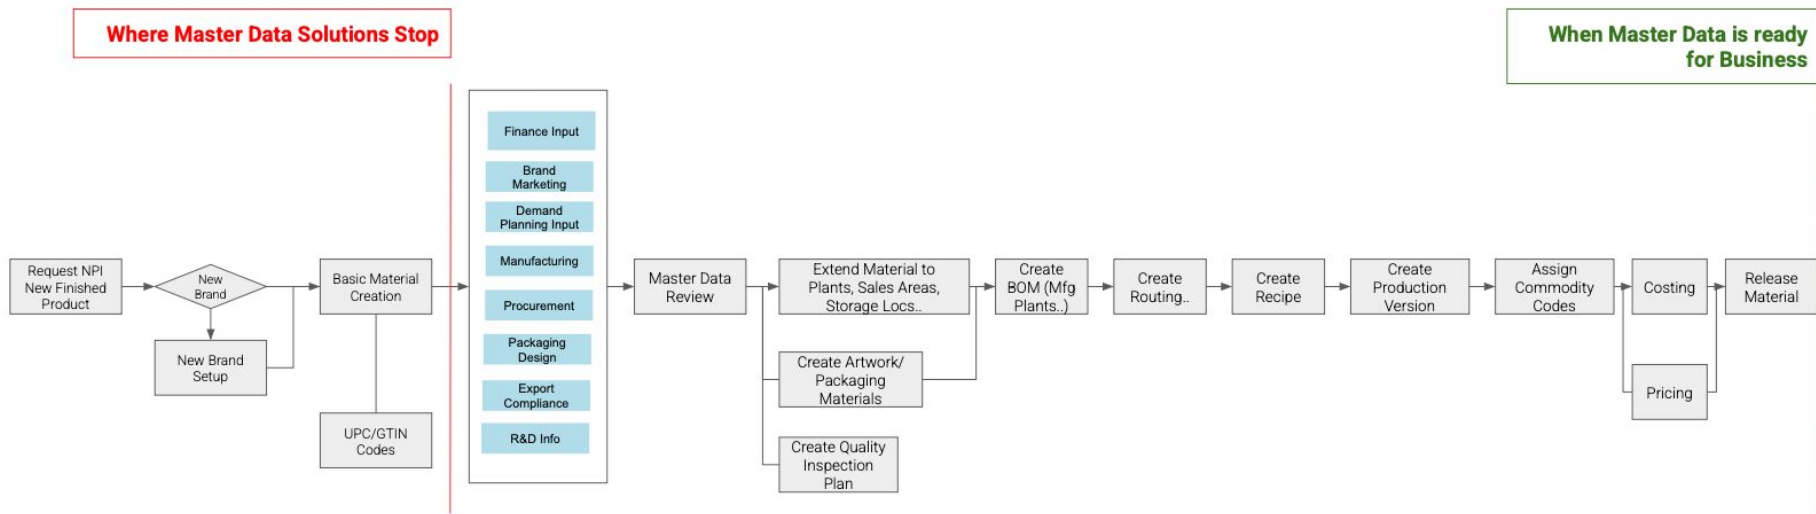 Where Master Data Solutions Stop
When Master Data is ready
for Business
Request NPI
New Finished
Product
New
Brand
New Brand
Setup
Basic Material
Creation
UPC/GTIN
Codes
Finance Input
Brand
Marketing
Demand
Planning Input
Manufacturing
Procurement
Packaging
Design
Export
Compliance
R&D Info
Master Data
Review
Extend Material to
Plants, Sales Areas,
Storage Locs..
Create Artwork/
Packaging
Materials
Create Quality
Inspection
Plan
Create
BOM (Mfg
Plants..)
Create
Routing..
Create
Recipe
Create
Production
Version
Assign
Commodity
Codes
Costing
Pricing
Release
Material